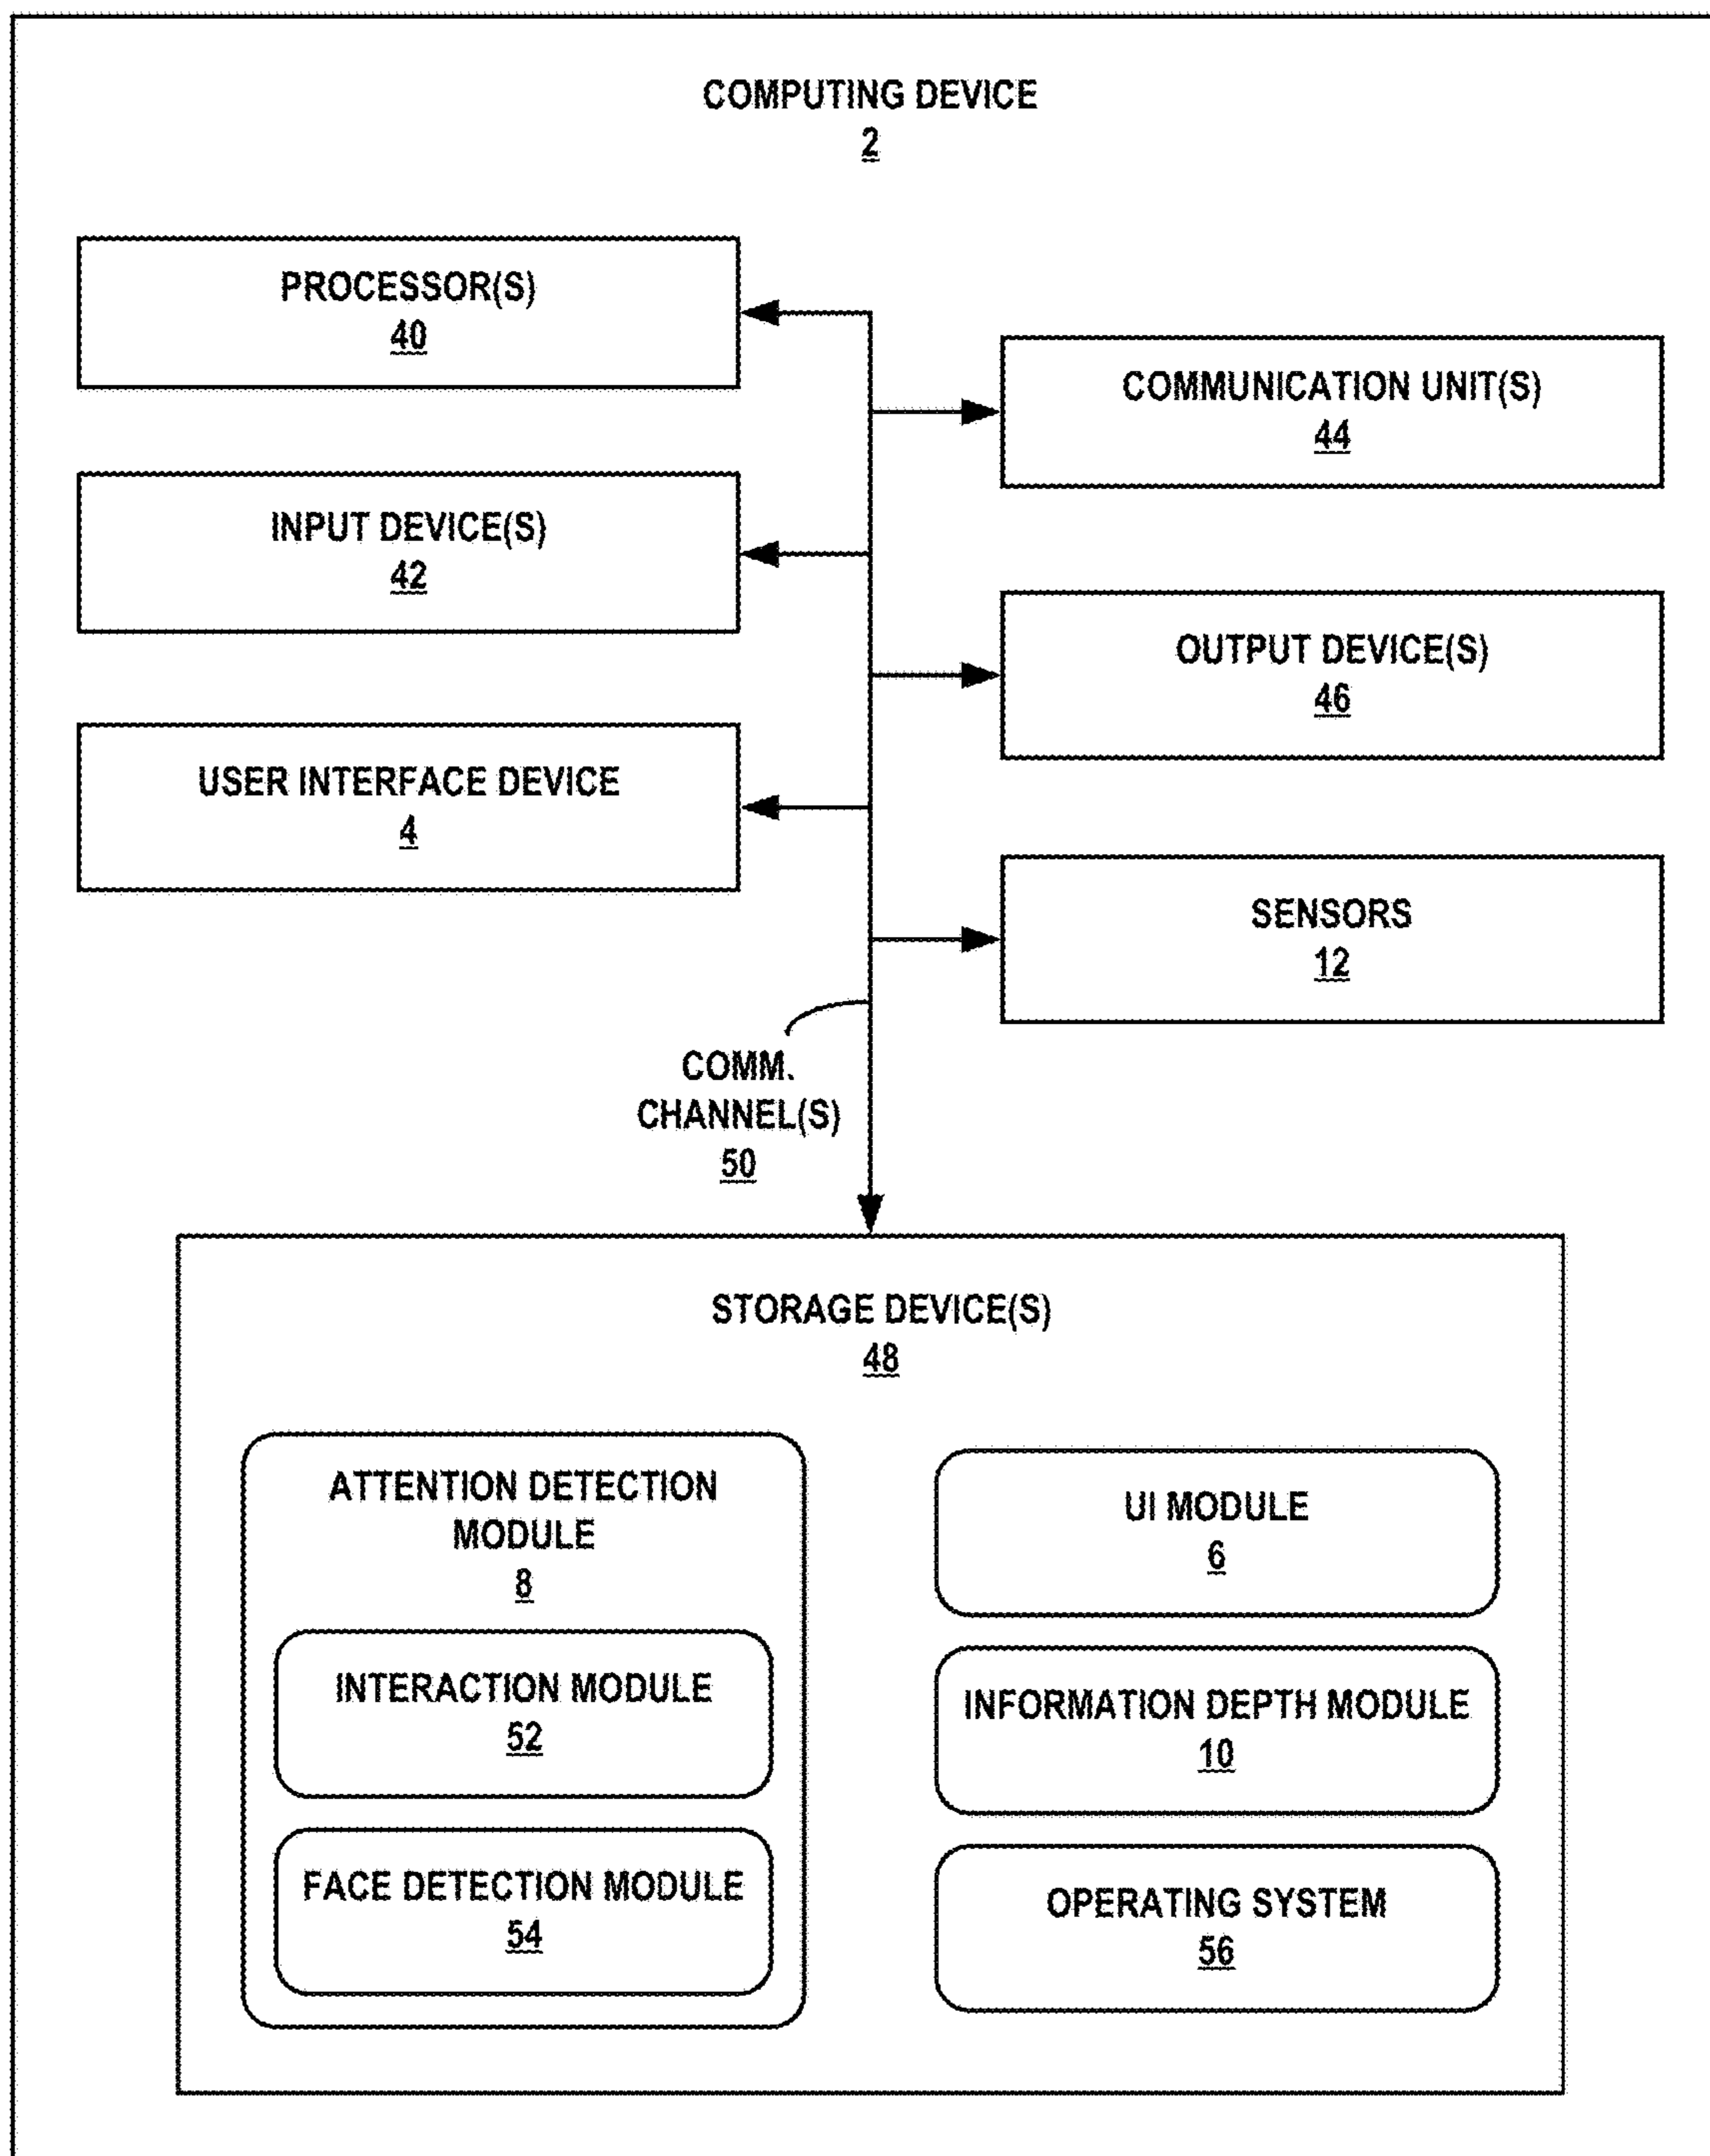 COMPUTING DEVICE
2
PROCESSOR(S)
40
COMMUNICATION UNIT(S)
44
INPUT DEVICE(S)
42
OUTPUT DEVICE(S)
46
USER INTERFACE DEVICE
4
SENSORS
12
COMM.
CHANNEL(S)
50
STORAGE DEVICE(S)
48
ATTENTION DETECTION
MODULE
8
INTERACTION MODULE
52
FACE DETECTION MODULE
54
UI MODULE
6
INFORMATION DEPTH MODULE
10
OPERATING SYSTEM
56